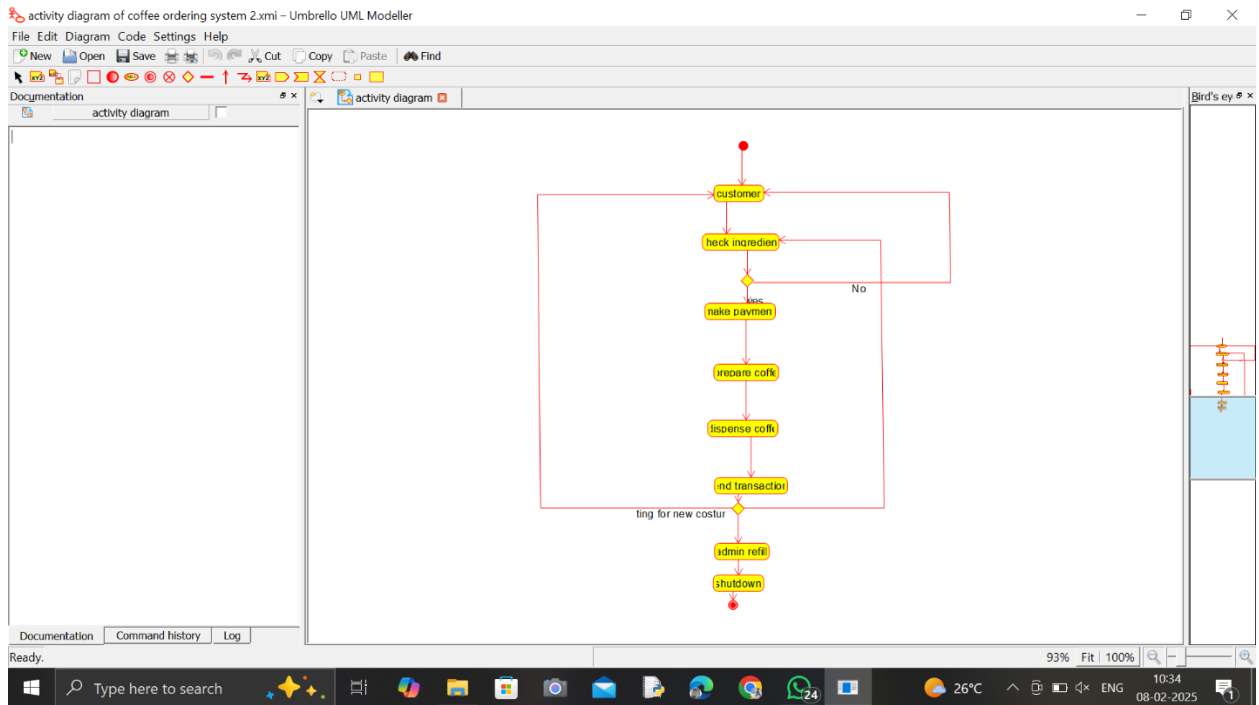 activity diagram of coffee ordering system 2.xmi – Umbrello UML Modeller
File Edit Diagram Code Settings Help
New Open Save Cut Copy Paste Find
Documentation
activity diagram
activity diagram
Bird's ey
customer
heck ingredien
No
yes
nake paymen
prepare coffe
dispense coffe
end transaction
ting for new costur
admin refill
shutdown
Documentation Command history Log
Ready.
93% Fit 100%
Type here to search
24
26°C
ENG
10:34
08-02-2025
1